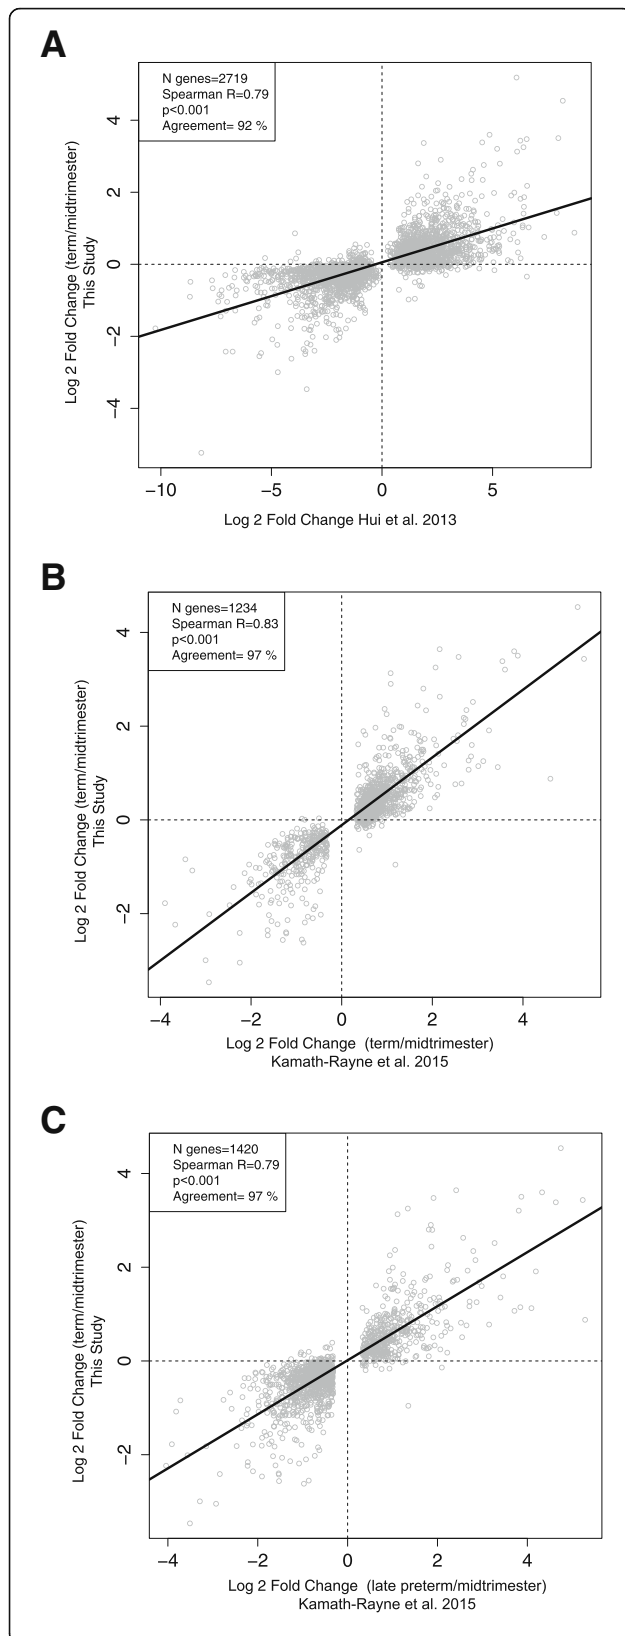 A
N genes=2719
Spearman R=0.79
p<0.001
Agreement= 92 %
Log 2 Fold Change (term/midtrimester)
This Study
4
2
0
−2
−4
−10
−5
0
5
Log 2 Fold Change Hui et al. 2013
B
N genes=1234
Spearman R=0.83
p<0.001
Agreement= 97 %
Log 2 Fold Change (term/midtrimester)
This Study
4
2
0
−2
−4
−2
0
2
4
Log 2 Fold Change (term/midtrimester)
Kamath-Rayne et al. 2015
C
N genes=1420
Spearman R=0.79
p<0.001
Agreement= 97 %
Log 2 Fold Change (term/midtrimester)
This Study
4
2
0
−2
−4
−2
0
2
4
Log 2 Fold Change (late preterm/midtrimester)
Kamath-Rayne et al. 2015